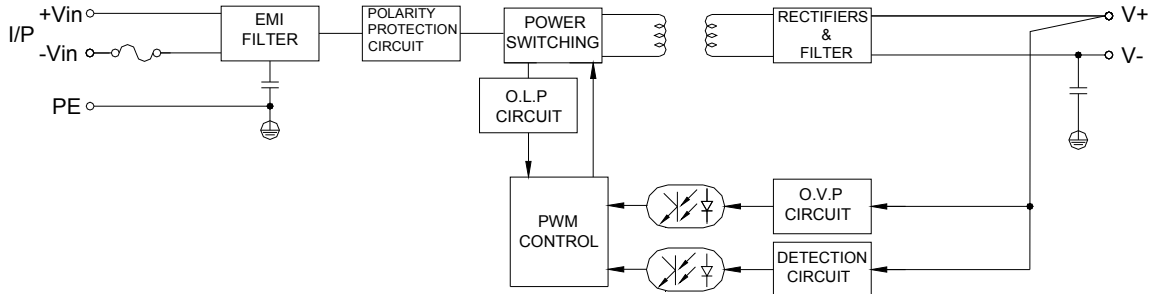 I/P
+Vin
-Vin
PE
EMI
FILTER
POLARITY
PROTECTION
CIRCUIT
POWER
SWITCHING
RECTIFIERS
&
FILTER
V+
V-
O.L.P
CIRCUIT
PWM
CONTROL
O.V.P
CIRCUIT
DETECTION
CIRCUIT